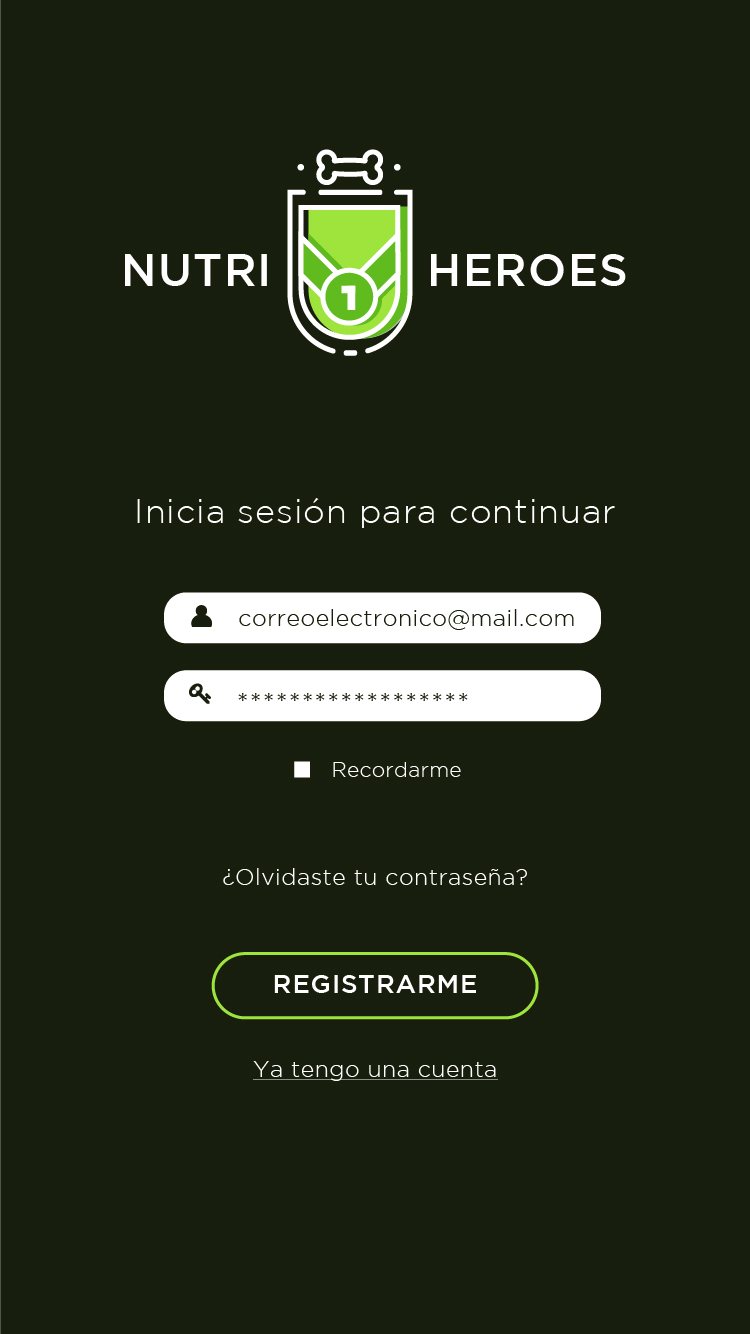 NUTRI 1 HEROES
Inicia sesión para continuar
correoelectronico@mail.com
******************
Recordarme
¿Olvidaste tu contraseña?
REGISTRARME
Ya tengo una cuenta